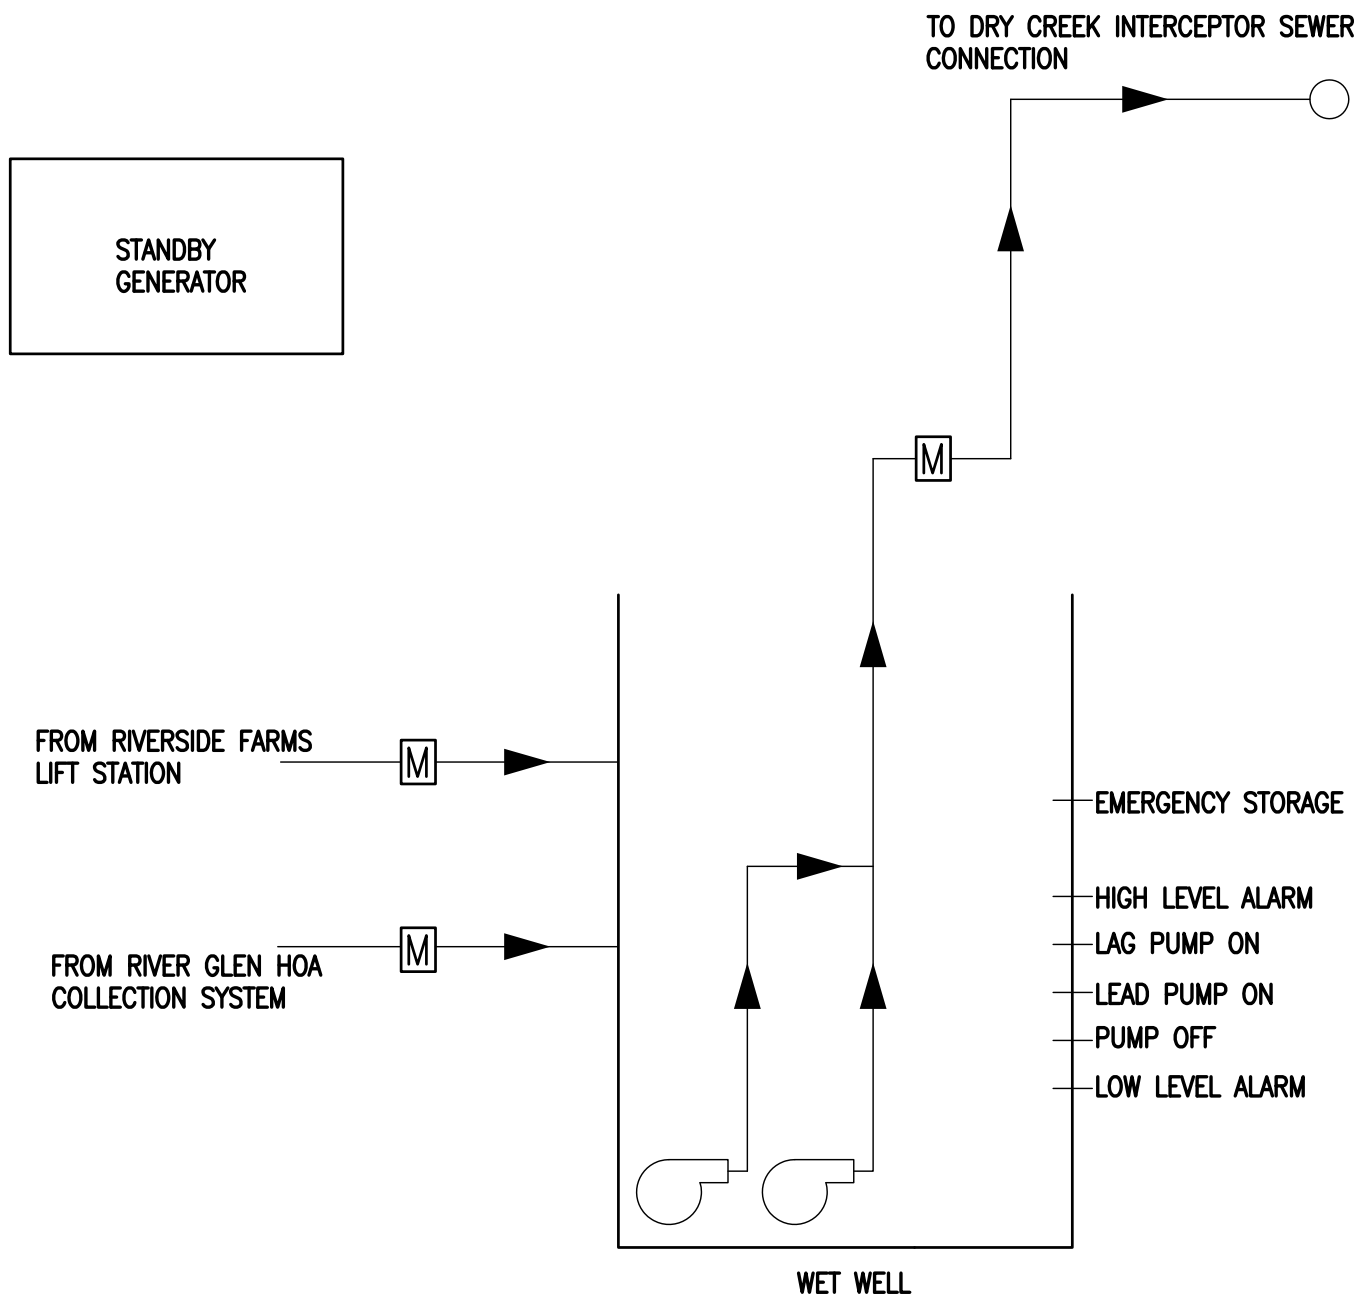 TO DRY CREEK INTERCEPTOR SEWER
CONNECTION
STANDBY
GENERATOR
M
FROM RIVERSIDE FARMS
LIFT STATION
M
EMERGENCY STORAGE
HIGH LEVEL ALARM
LAG PUMP ON
M
FROM RIVER GLEN HOA
COLLECTION SYSTEM
LEAD PUMP ON
PUMP OFF
LOW LEVEL ALARM
WET WELL